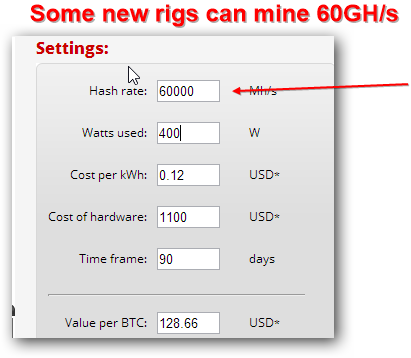 Some new rigs can mine 60GH/s
Settings:
Hash rate: 60000 Mh/s
Watts used: 400 W
Cost per kWh: 0.12 USD*
Cost of hardware: 1100 USD*
Time frame: 90 days
Value per BTC: 128.66 USD*